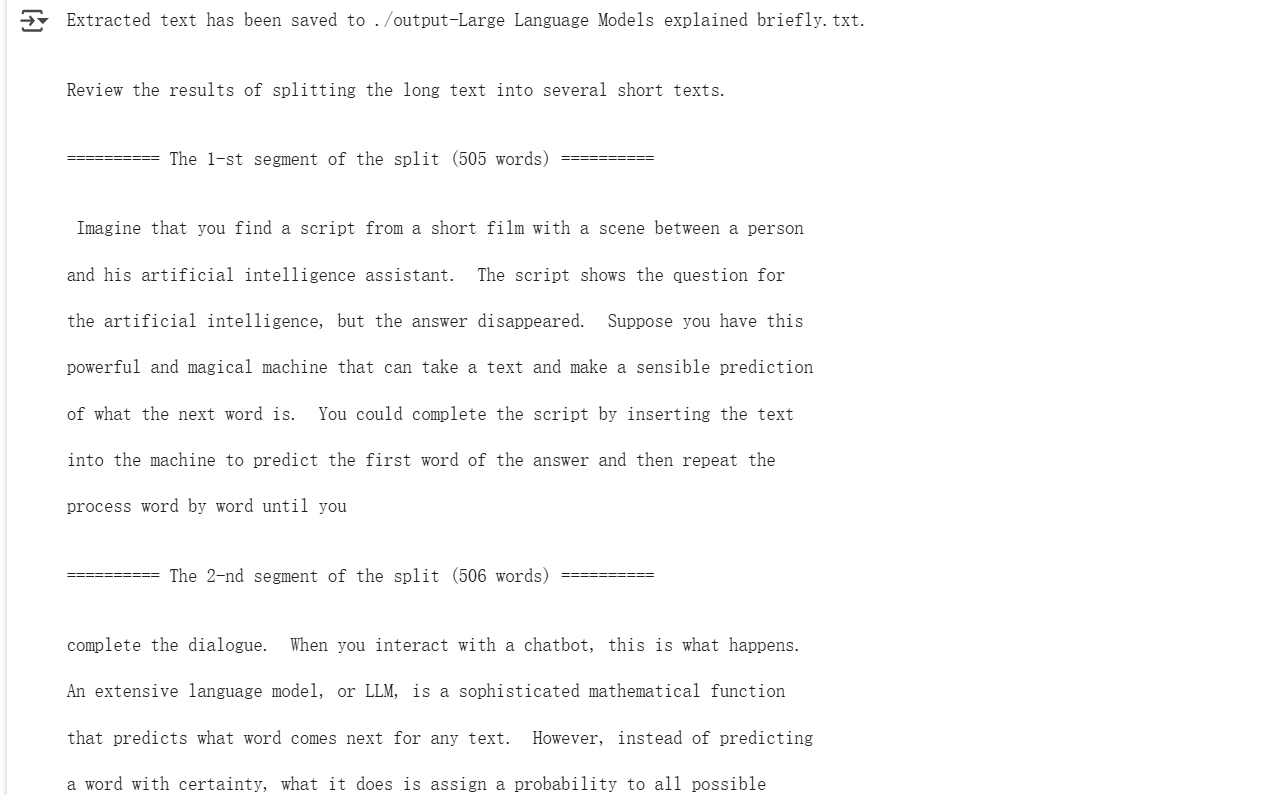 Extracted text has been saved to ./output-Large Language Models explained briefly.txt.
Review the results of splitting the long text into several short texts.
========== The 1-st segment of the split (505 words) ==========
Imagine that you find a script from a short film with a scene between a person
and his artificial intelligence assistant.  The script shows the question for
the artificial intelligence, but the answer disappeared.  Suppose you have this
powerful and magical machine that can take a text and make a sensible prediction
of what the next word is.  You could complete the script by inserting the text
into the machine to predict the first word of the answer and then repeat the
process word by word until you
========== The 2-nd segment of the split (506 words) ==========
complete the dialogue.  When you interact with a chatbot, this is what happens.
An extensive language model, or LLM, is a sophisticated mathematical function
that predicts what word comes next for any text.  However, instead of predicting
a word with certainty, what it does is assign a probability to all possible